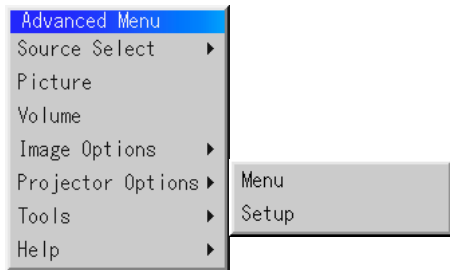 Advanced Menu
Source Select
Picture
Volume
Image Options
Projector Options
Menu
Setup
Tools
Help